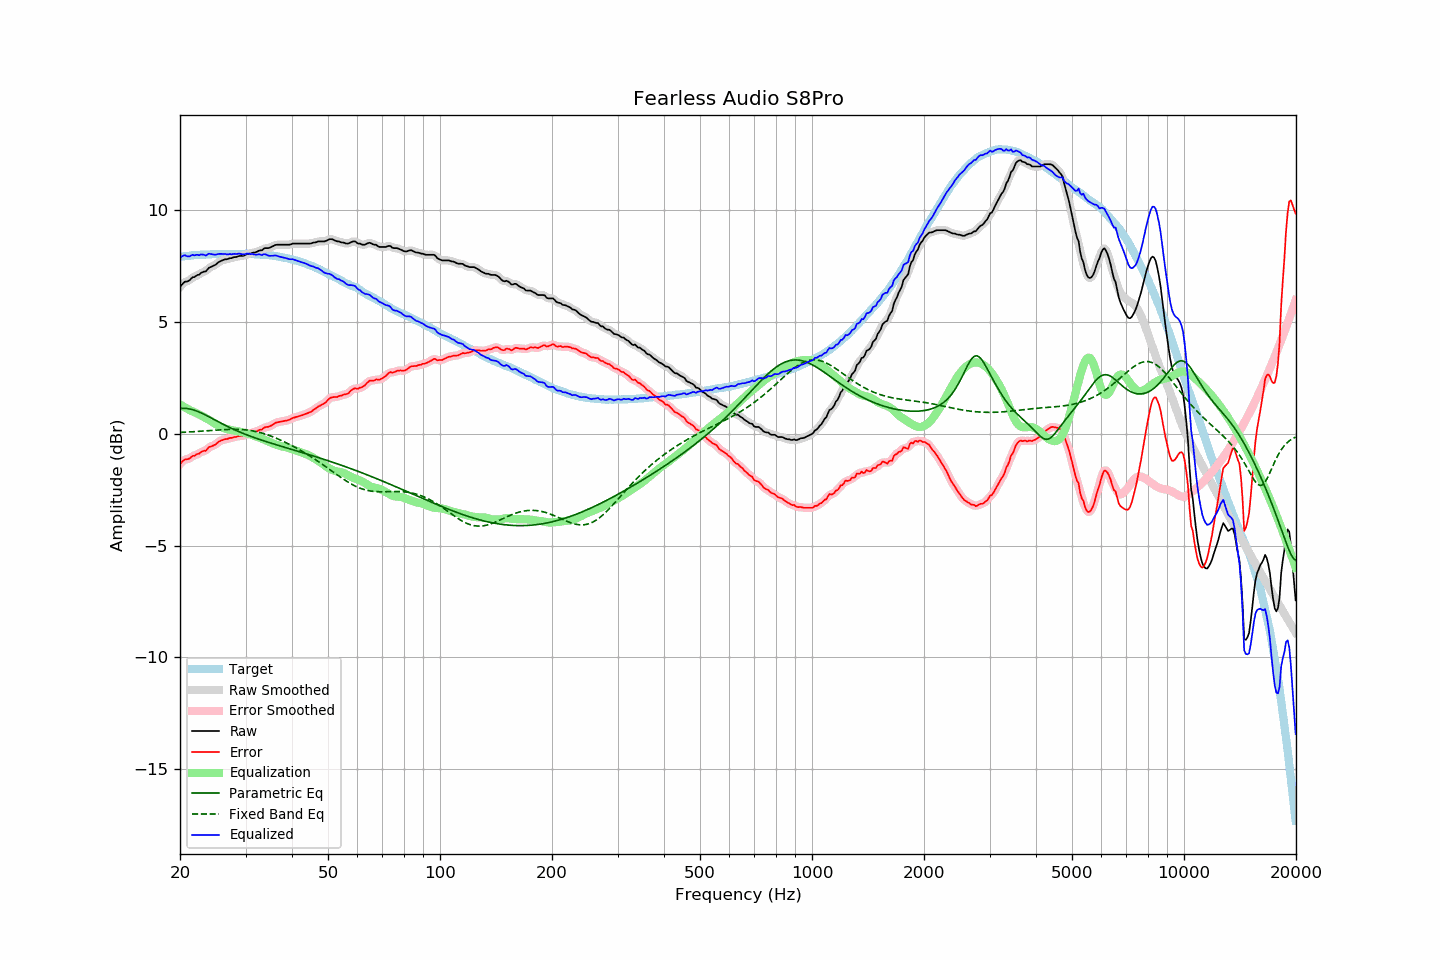 Fearless Audio S8Pro
Amplitude (dBr)
10
5
0
−5
−10
−15
Target
Raw Smoothed
Error Smoothed
Raw
Error
Equalization
Parametric Eq
Fixed Band Eq
Equalized
20 50 100 200 500 1000 2000 5000 10000 20000
Frequency (Hz)